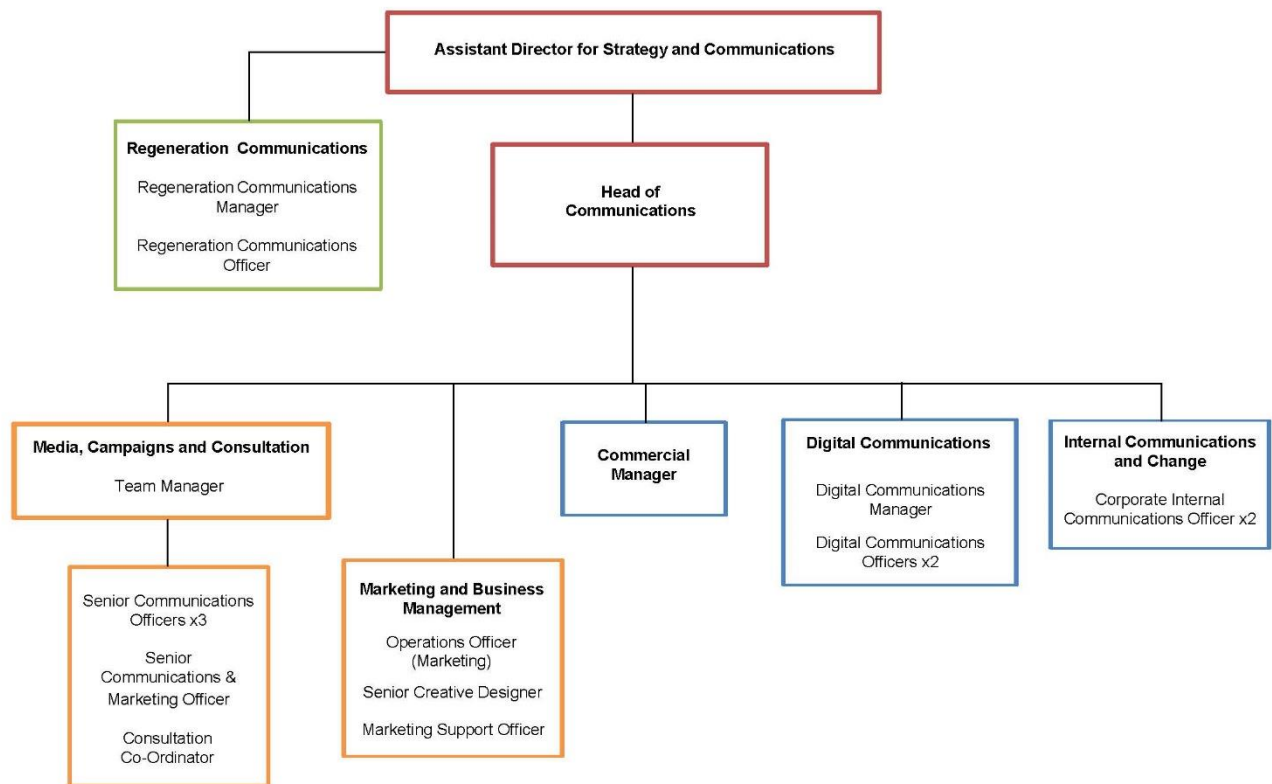 Assistant Director for Strategy and Communications
Regeneration Communications
Regeneration Communications
Manager
Regeneration Communications
Officer
Head of
Communications
Media, Campaigns and Consultation
Team Manager
Senior Communications
Officers x3
Senior
Communications &
Marketing Officer
Consultation
Co-Ordinator
Marketing and Business
Management
Operations Officer
(Marketing)
Senior Creative Designer
Marketing Support Officer
Commercial
Manager
Digital Communications
Digital Communications
Manager
Digital Communications
Officers x2
Internal Communications
and Change
Corporate Internal
Communications Officer x2